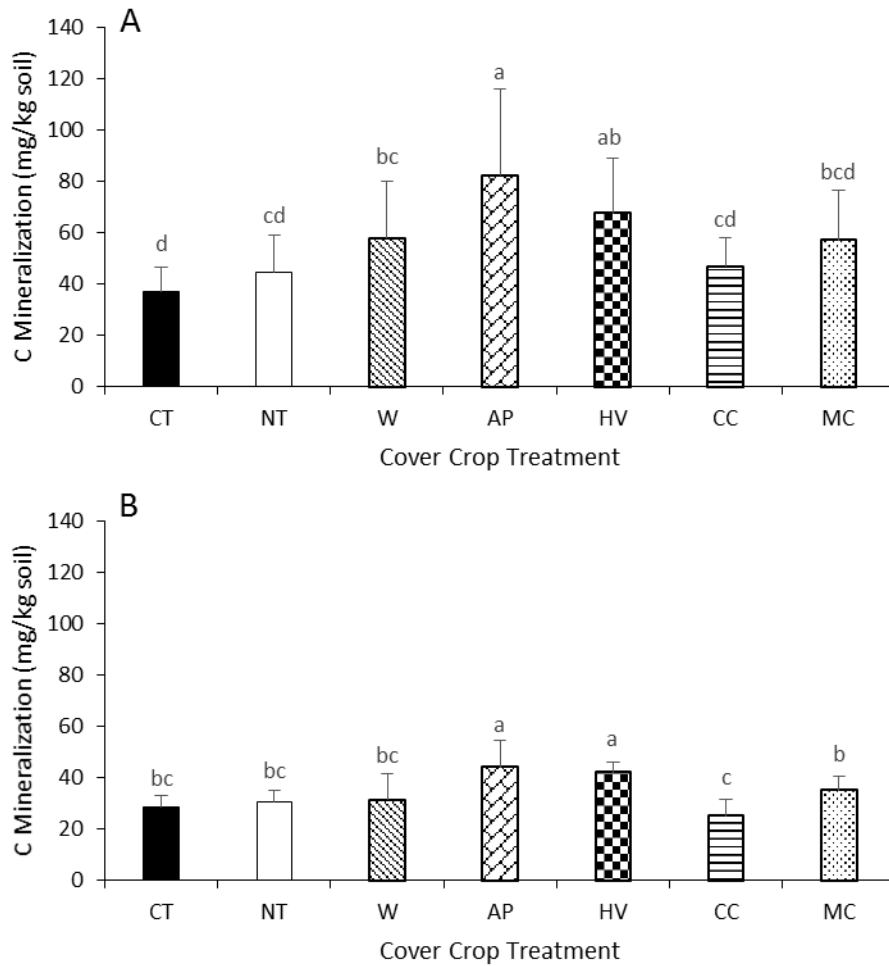 A
C Mineralization (mg/kg soil)
140
120
100
80
60
40
20
0
d
cd
bc
a
ab
cd
bcd
CT NT W AP HV CC MC
Cover Crop Treatment
B
C Mineralization (mg/kg soil)
140
120
100
80
60
40
20
0
bc
bc
bc
a
a
c
b
CT NT W AP HV CC MC
Cover Crop Treatment